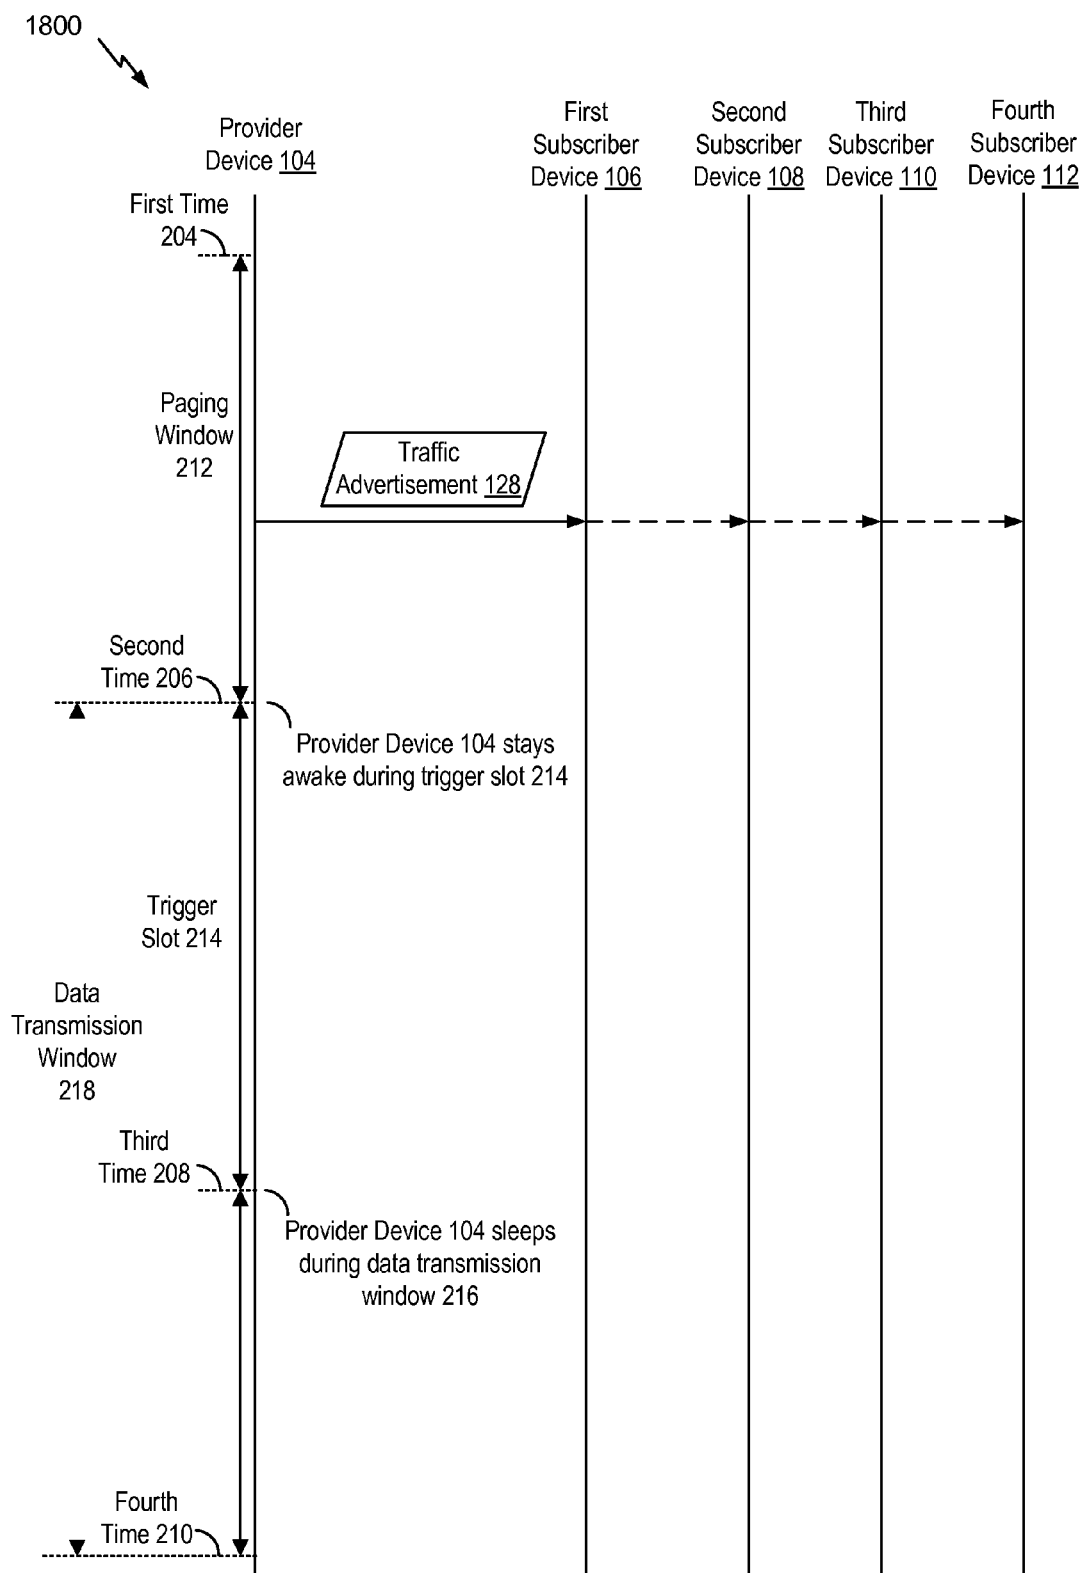 1800
Provider
Device 104
First
Subscriber
Device 106
Second
Subscriber
Device 108
Third
Subscriber
Device 110
Fourth
Subscriber
Device 112
First Time
204
Paging
Window
212
Traffic
Advertisement 128
Second
Time 206
Provider Device 104 stays
awake during trigger slot 214
Trigger
Slot 214
Data
Transmission
Window
218
Third
Time 208
Provider Device 104 sleeps
during data transmission
window 216
Fourth
Time 210